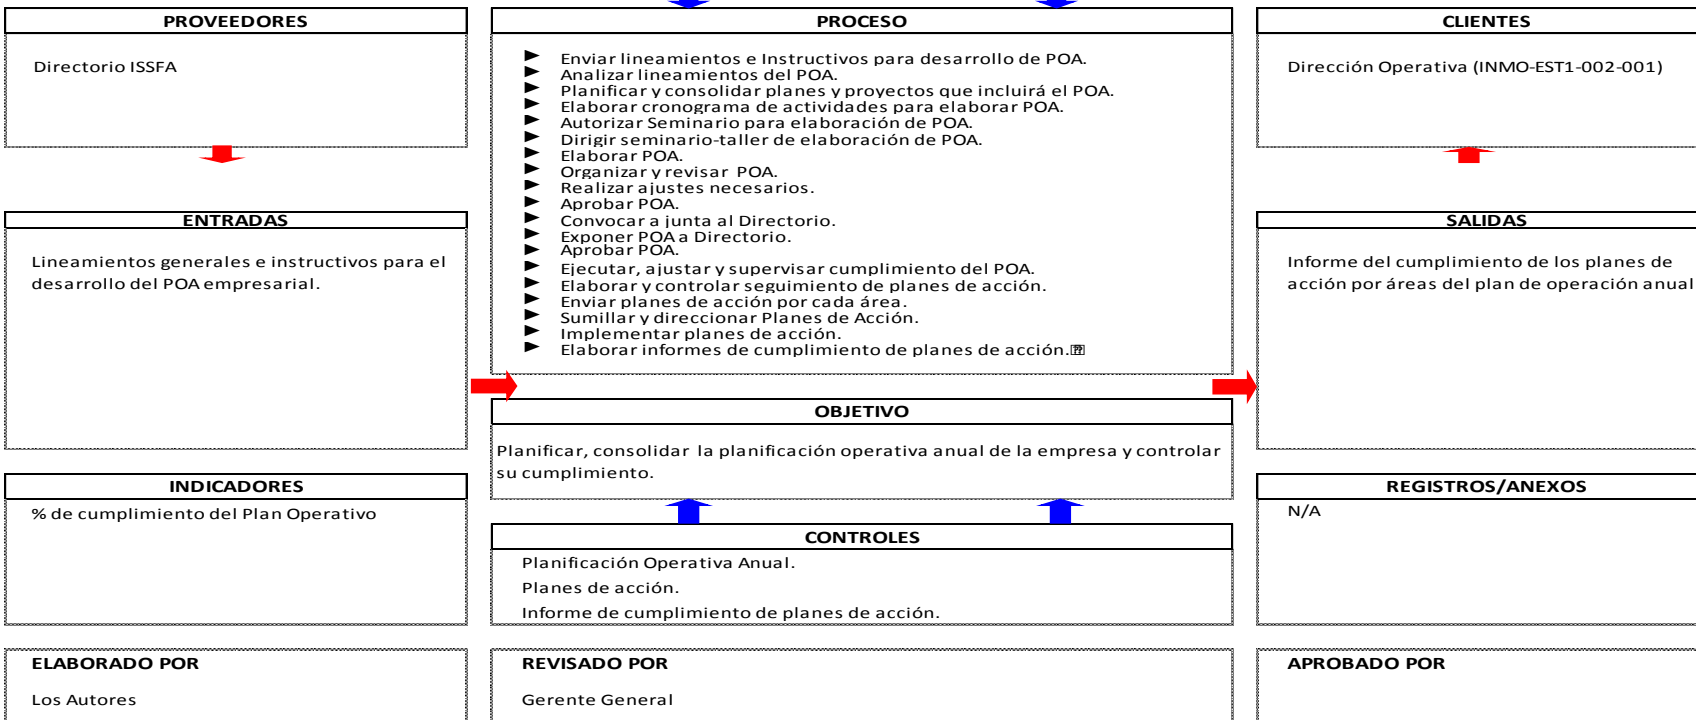 PROVEEDORES
Directorio ISSFA
PROCESO
Enviar lineamientos e Instructivos para desarrollo de POA.
Analizar lineamientos del POA.
Planificar y consolidar planes y proyectos que incluirá el POA.
Elaborar cronograma de actividades para elaborar POA.
Autorizar Seminario para elaboración de POA.
Dirigir seminario-taller de elaboración de POA.
Elaborar POA.
Organizar y revisar POA.
Realizar ajustes necesarios.
Aprobar POA.
Convocar a junta al Directorio.
Exponer POA a Directorio.
Aprobar POA.
Ejecutar, ajustar y supervisar cumplimiento del POA.
Elaborar y controlar seguimiento de planes de acción.
Enviar planes de acción por cada área.
Sumillar y direccionar Planes de Acción.
Implementar planes de acción.
Elaborar informes de cumplimiento de planes de acción.
CLIENTES
Dirección Operativa (INMO-EST1-002-001)
ENTRADAS
Lineamientos generales e instructivos para el
desarrollo del POA empresarial.
SALIDAS
Informe del cumplimiento de los planes de
acción por áreas del plan de operación anual
OBJETIVO
Planificar, consolidar la planificación operativa anual de la empresa y controlar
su cumplimiento.
INDICADORES
% de cumplimiento del Plan Operativo
CONTROLES
Planificación Operativa Anual.
Planes de acción.
Informe de cumplimiento de planes de acción.
REGISTROS/ANEXOS
N/A
ELABORADO POR
Los Autores
REVISADO POR
Gerente General
APROBADO POR